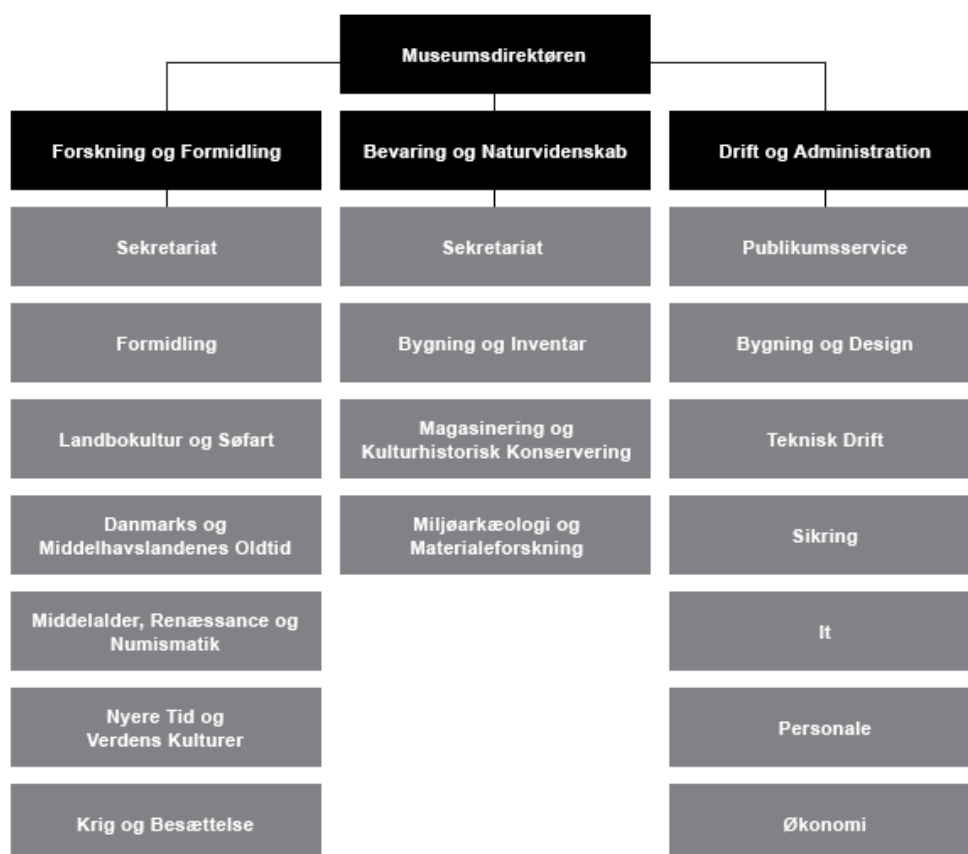 Museumsdirektøren
Forskning og Formidling
Bevaring og Naturvidenskab
Drift og Administration
Sekretariat
Formidling
Landbokultur og Søfart
Danmarks og
Middelhavslandenes Oldtid
Middelalder, Renæssance og
Numismatik
Nyere Tid og
Verdens Kulturer
Krig og Besættelse
Sekretariat
Bygning og Inventar
Magasinering og
Kulturhistorisk Konservering
Miljøarkæologi og
Materialeforskning
Publikumsservice
Bygning og Design
Teknisk Drift
Sikring
It
Personale
Økonomi